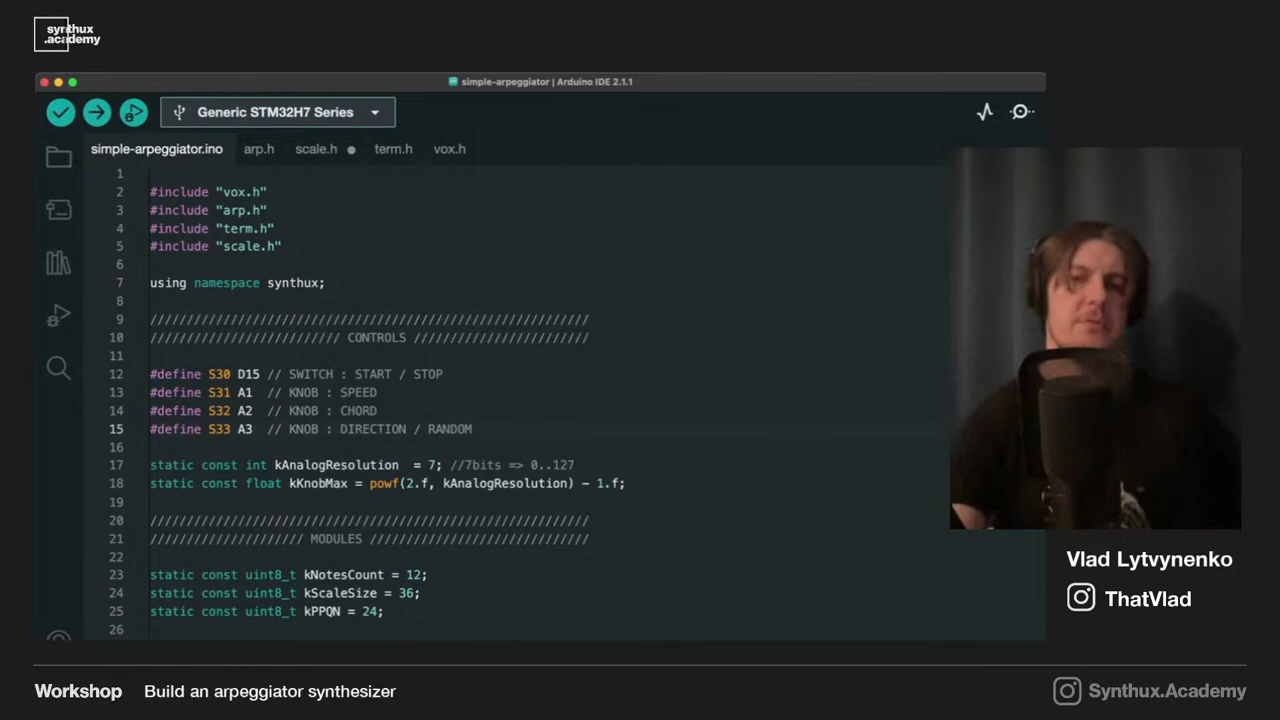 synthux
.academy
simple-arpeggiator | Arduino IDE 2.1.1
Generic STM32H7 Series
simple-arpeggiator.ino arp.h scale.h term.h vox.h
1
2 #include "vox.h"
3 #include "arp.h"
4 #include "term.h"
5 #include "scale.h"
6
7 using namespace synthux;
8
9 ////////////////////////////////////////////////////////////
10 ////////////////////////// CONTROLS ////////////////////////
11
12 #define S30 D15 // SWITCH : START / STOP
13 #define S31 A1 // KNOB : SPEED
14 #define S32 A2 // KNOB : CHORD
15 #define S33 A3 // KNOB : DIRECTION / RANDOM
16
17 static const int kAnalogResolution = 7; //7bits => 0..127
18 static const float kKnobMax = powf(2.f, kAnalogResolution) - 1.f;
19
20 ////////////////////////////////////////////////////////////
21 ///////////////////// MODULES //////////////////////////////
22
23 static const uint8_t kNotesCount = 12;
24 static const uint8_t kScaleSize = 36;
25 static const uint8_t kPPQN = 24;
26
Vlad Lytvynenko
ThatVlad
Workshop Build an arpeggiator synthesizer
Synthux.Academy